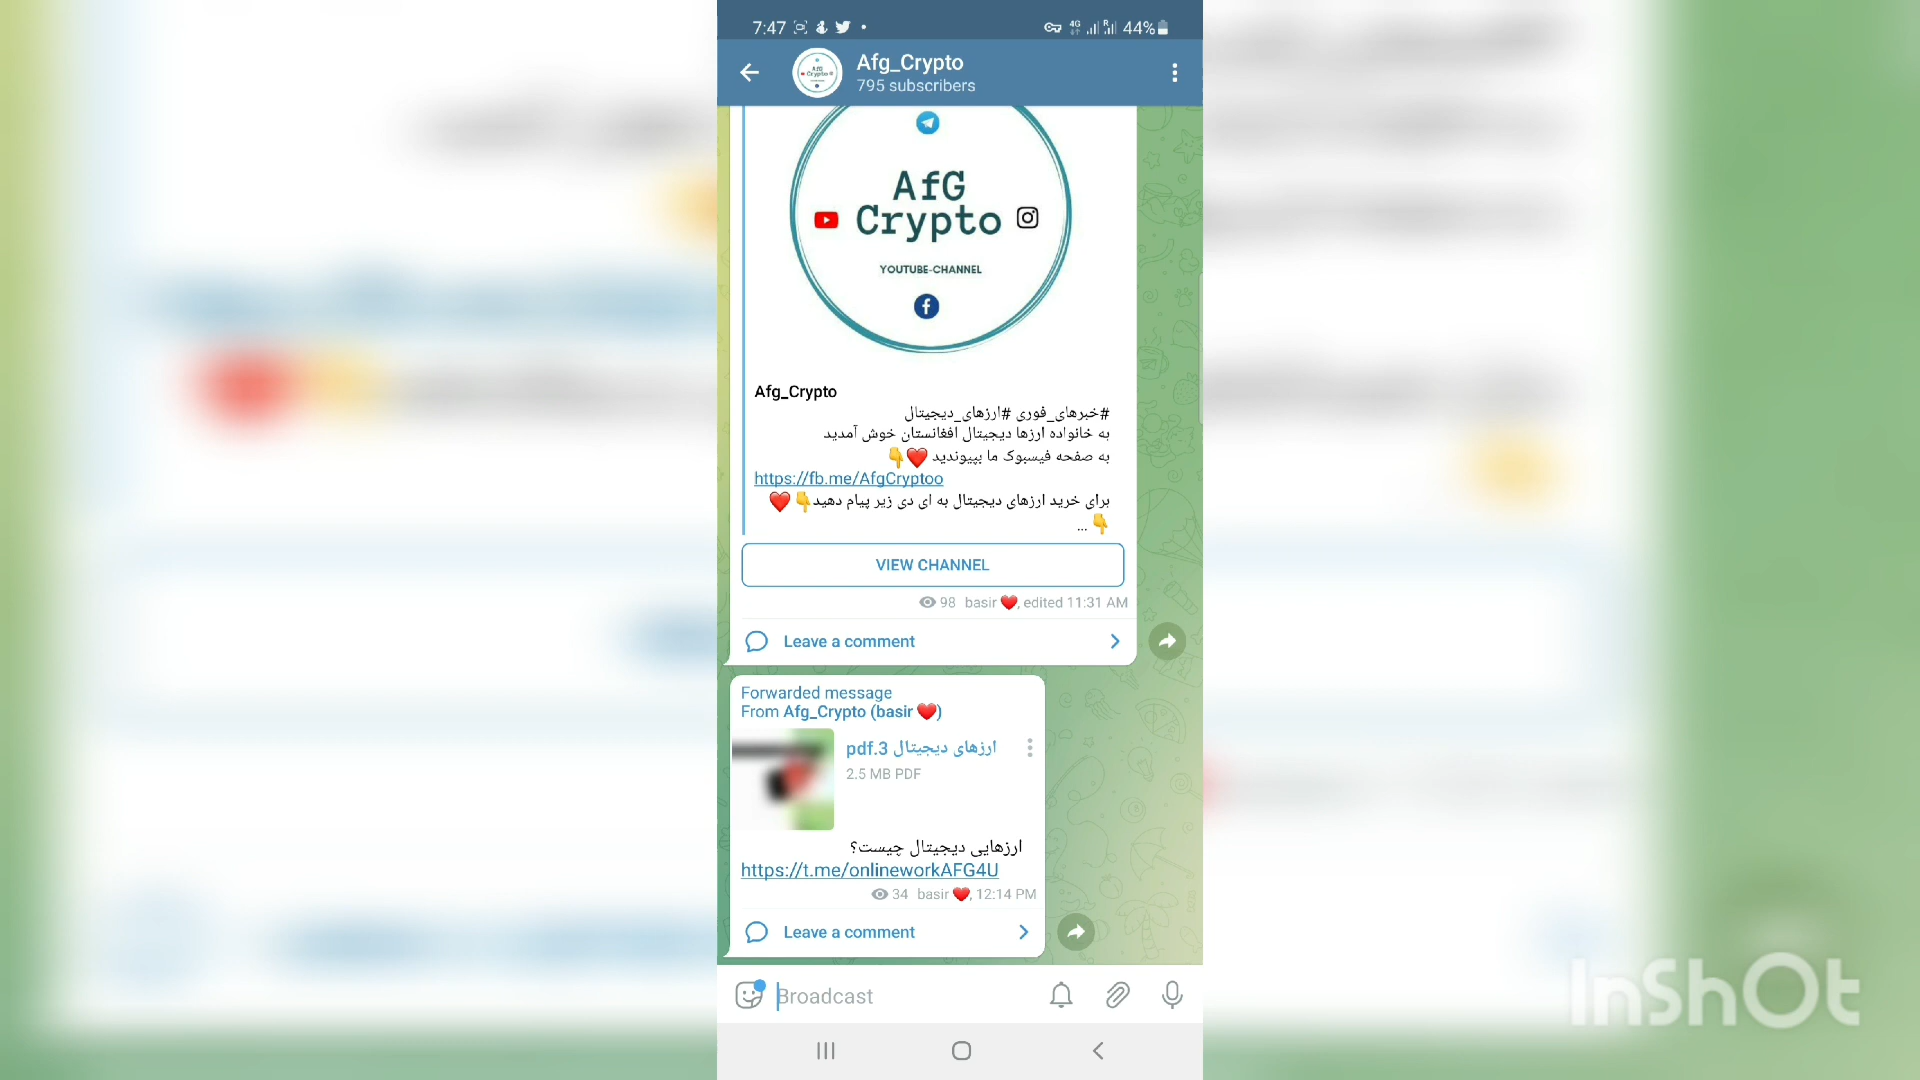 7:47
4G
R
44%
Afg_Crypto
795 subscribers
AfG
Crypto
YOUTUBE-CHANNEL
Afg_Crypto
#خبرهای_فوری #ارزهای_دیجیتال
به خانواده ارزها دیجیتال افغانستان خوش آمدید
به صفحه فیسبوک ما بپیوندید ❤️👇
https://fb.me/AfgCryptoo
برای خرید ارزهای دیجیتال به ای دی زیر پیام دهید👇❤️
👇 ...
VIEW CHANNEL
98 basir ❤️, edited 11:31 AM
Leave a comment
Forwarded message
From Afg_Crypto (basir ❤️)
ارزهای دیجیتال 3.pdf
2.5 MB PDF
ارزهایی دیجیتال چیست؟
https://t.me/onlineworkAFG4U
34 basir ❤️, 12:14 PM
Leave a comment
Broadcast
InShOt